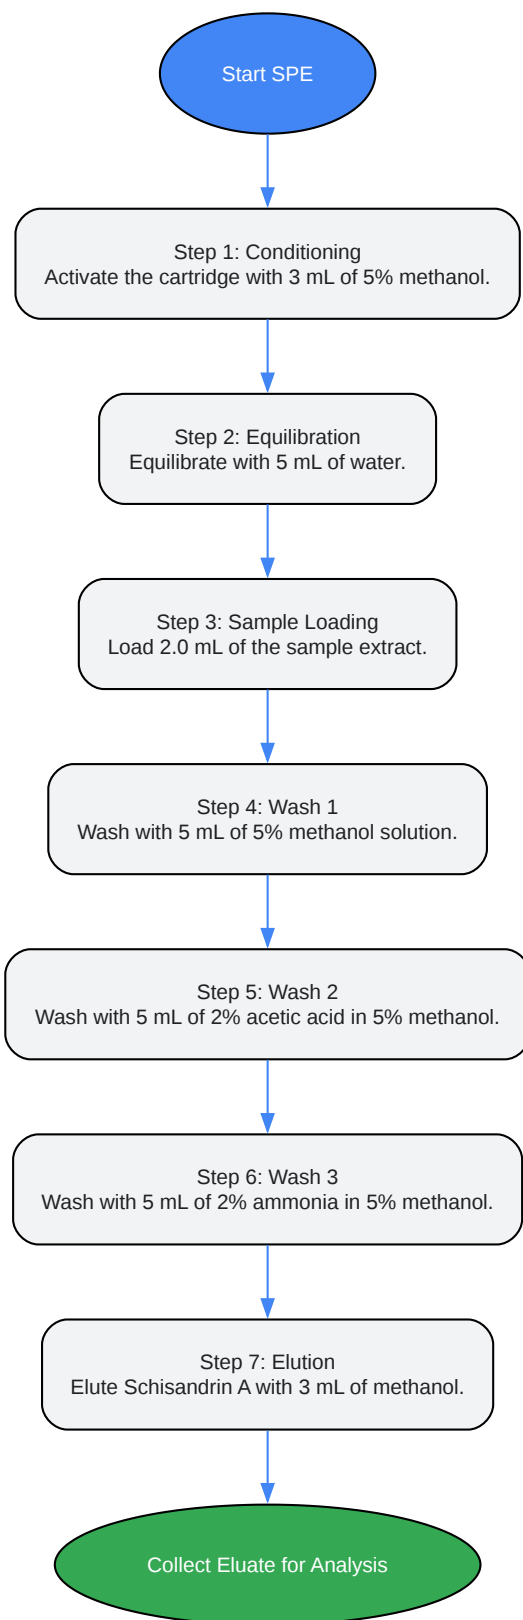 Start SPE
Step 1: Conditioning
Activate the cartridge with 3 mL of 5% methanol.
Step 2: Equilibration
Equilibrate with 5 mL of water.
Step 3: Sample Loading
Load 2.0 mL of the sample extract.
Step 4: Wash 1
Wash with 5 mL of 5% methanol solution.
Step 5: Wash 2
Wash with 5 mL of 2% acetic acid in 5% methanol.
Step 6: Wash 3
Wash with 5 mL of 2% ammonia in 5% methanol.
Step 7: Elution
Elute Schisandrin A with 3 mL of methanol.
Collect Eluate for Analysis